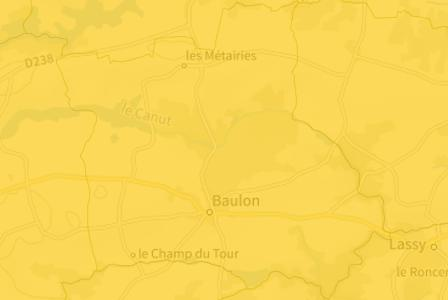 les Métairies
D238
le Canut
Baulon
Lassy
le Champ du Tour
le Roncer